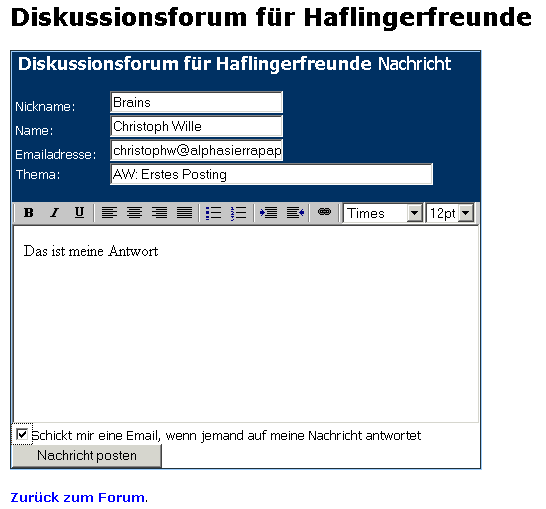 Diskussionsforum für Haflingerfreunde
Diskussionsforum für Haflingerfreunde Nachricht
Nickname: Brains
Name: Christoph Wille
Emailadresse: christophw@alphasierrapap
Thema: AW: Erstes Posting
B I U Times 12pt
Das ist meine Antwort
Schickt mir eine Email, wenn jemand auf meine Nachricht antwortet
Nachricht posten
Zurück zum Forum.